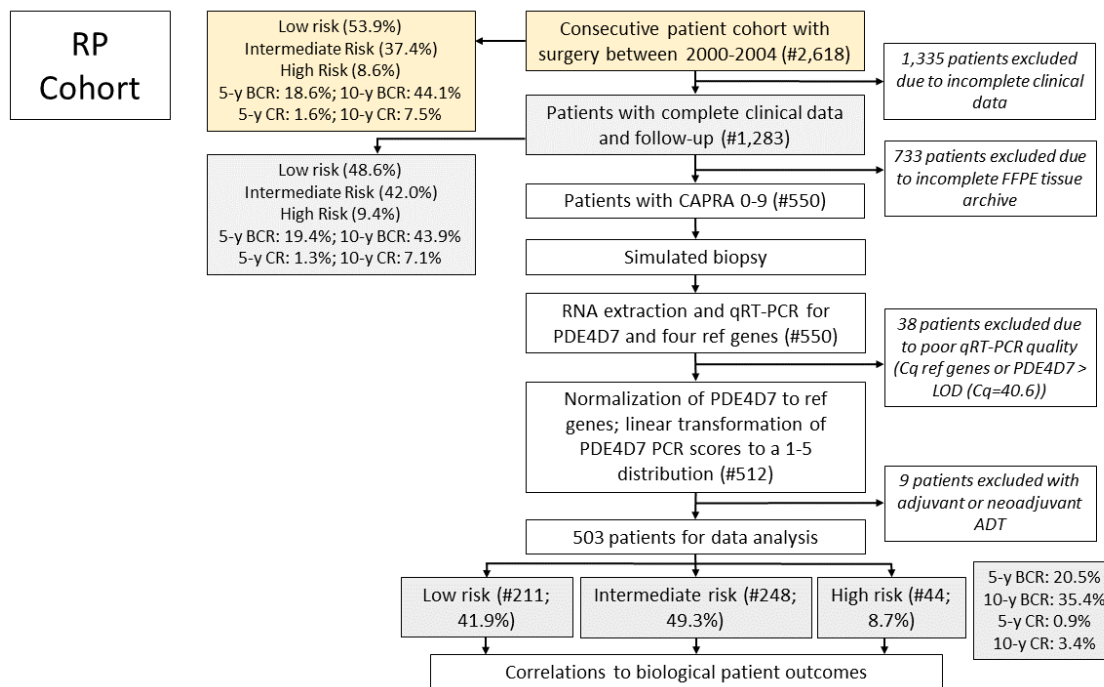 RP
Cohort
Low risk (53.9%)
Intermediate Risk (37.4%)
High Risk (8.6%)
5-y BCR: 18.6%; 10-y BCR: 44.1%
5-y CR: 1.6%; 10-y CR: 7.5%
Consecutive patient cohort with
surgery between 2000-2004 (#2,618)
1,335 patients excluded
due to incomplete clinical
data
Patients with complete clinical data
and follow-up (#1,283)
Low risk (48.6%)
Intermediate Risk (42.0%)
High Risk (9.4%)
5-y BCR: 19.4%; 10-y BCR: 43.9%
5-y CR: 1.3%; 10-y CR: 7.1%
733 patients excluded due
to incomplete FFPE tissue
archive
Patients with CAPRA 0-9 (#550)
Simulated biopsy
RNA extraction and qRT-PCR for
PDE4D7 and four ref genes (#550)
38 patients excluded due
to poor qRT-PCR quality
(Cq ref genes or PDE4D7 >
LOD (Cq=40.6))
Normalization of PDE4D7 to ref
genes; linear transformation of
PDE4D7 PCR scores to a 1-5
distribution (#512)
9 patients excluded with
adjuvant or neoadjuvant
ADT
503 patients for data analysis
Low risk (#211;
41.9%)
Intermediate risk (#248;
49.3%)
High risk (#44;
8.7%)
5-y BCR: 20.5%
10-y BCR: 35.4%
5-y CR: 0.9%
10-y CR: 3.4%
Correlations to biological patient outcomes